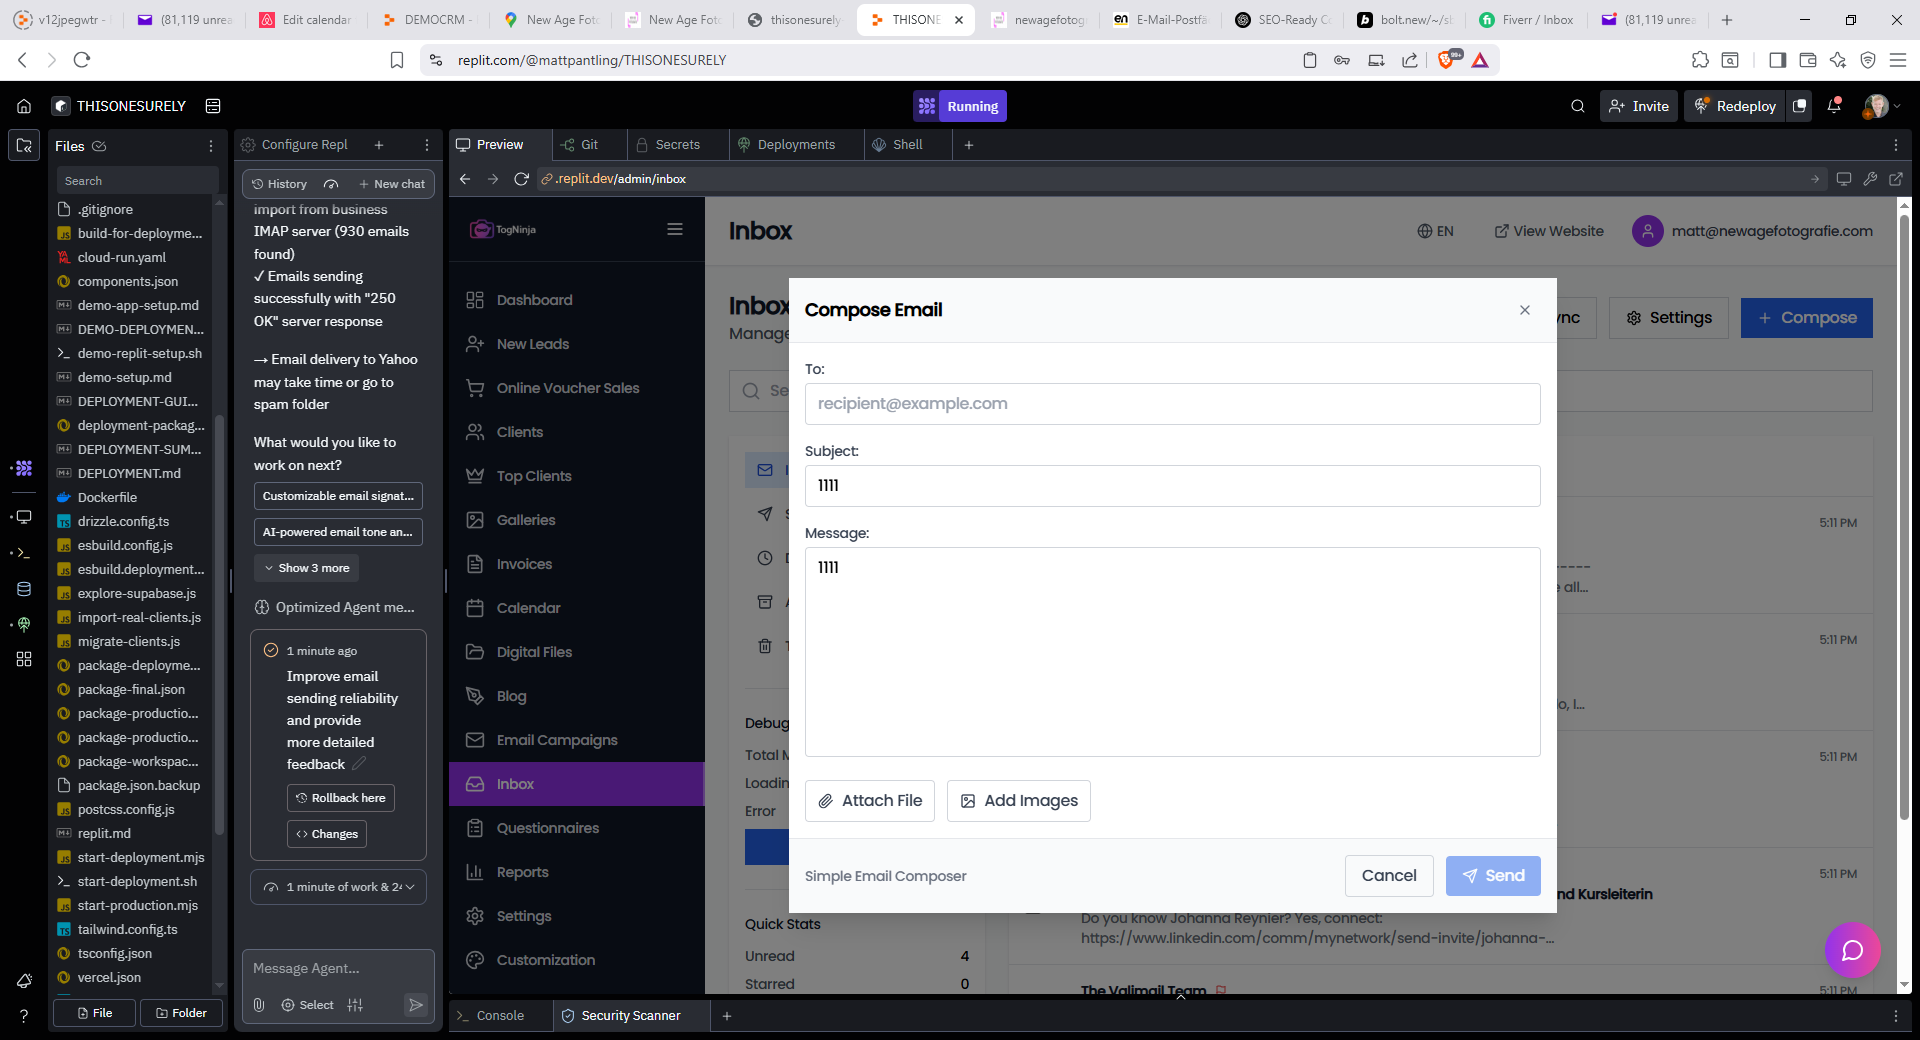 v12jpegwtr -
(81,119 unrea
Edit calendar
DEMOCRM -
New Age Foto
New Age Foto
thisonesurely
THISONE
newagefotog
en
E-Mail-Postfä
SEO-Ready Co
bolt.new/~/sb
Fiverr / Inbox
(81,119 unrea
replit.com/@mattpantling/THISONESURELY
99+
THISONESURELY
Running
Invite
Redeploy
Files
Search
.gitignore
build-for-deployme...
cloud-run.yaml
components.json
demo-app-setup.md
DEMO-DEPLOYMEN...
demo-replit-setup.sh
demo-setup.md
DEPLOYMENT-GUI...
deployment-packag...
DEPLOYMENT-SUM...
DEPLOYMENT.md
Dockerfile
drizzle.config.ts
esbuild.config.js
esbuild.deployment...
explore-supabase.js
import-real-clients.js
migrate-clients.js
package-deployme...
package-final.json
package-productio...
package-productio...
package-workspac...
package.json.backup
postcss.config.js
replit.md
start-deployment.mjs
start-deployment.sh
start-production.mjs
tailwind.config.ts
tsconfig.json
vercel.json
File
Folder
Configure Repl
History
New chat
import from business
IMAP server (930 emails
found)
✓ Emails sending
successfully with "250
OK" server response
→ Email delivery to Yahoo
may take time or go to
spam folder
What would you like to
work on next?
Customizable email signat...
AI-powered email tone an...
Show 3 more
Optimized Agent me...
1 minute ago
Improve email
sending reliability
and provide
more detailed
feedback
Rollback here
Changes
1 minute of work & 24
Message Agent...
Select
Preview
Git
Secrets
Deployments
Shell
.replit.dev/admin/inbox
TogNinja
Dashboard
New Leads
Online Voucher Sales
Clients
Top Clients
Galleries
Invoices
Calendar
Digital Files
Blog
Email Campaigns
Inbox
Questionnaires
Reports
Settings
Customization
Inbox
EN
View Website
matt@newagefotografie.com
Inbox
Manage
ync
Settings
Compose
Se
Debug
Total M
Loadin
Error
Quick Stats
Unread
4
Starred
0
Compose Email
To:
recipient@example.com
Subject:
1111
Message:
1111
Attach File
Add Images
Simple Email Composer
Cancel
Send
5:11 PM
------
e all...
5:11 PM
o, I...
5:11 PM
5:11 PM
nd Kursleiterin
Do you know Johanna Reynier? Yes, connect:
https://www.linkedin.com/comm/mynetwork/send-invite/johanna-...
The Valimail Team
5:11 PM
Console
Security Scanner